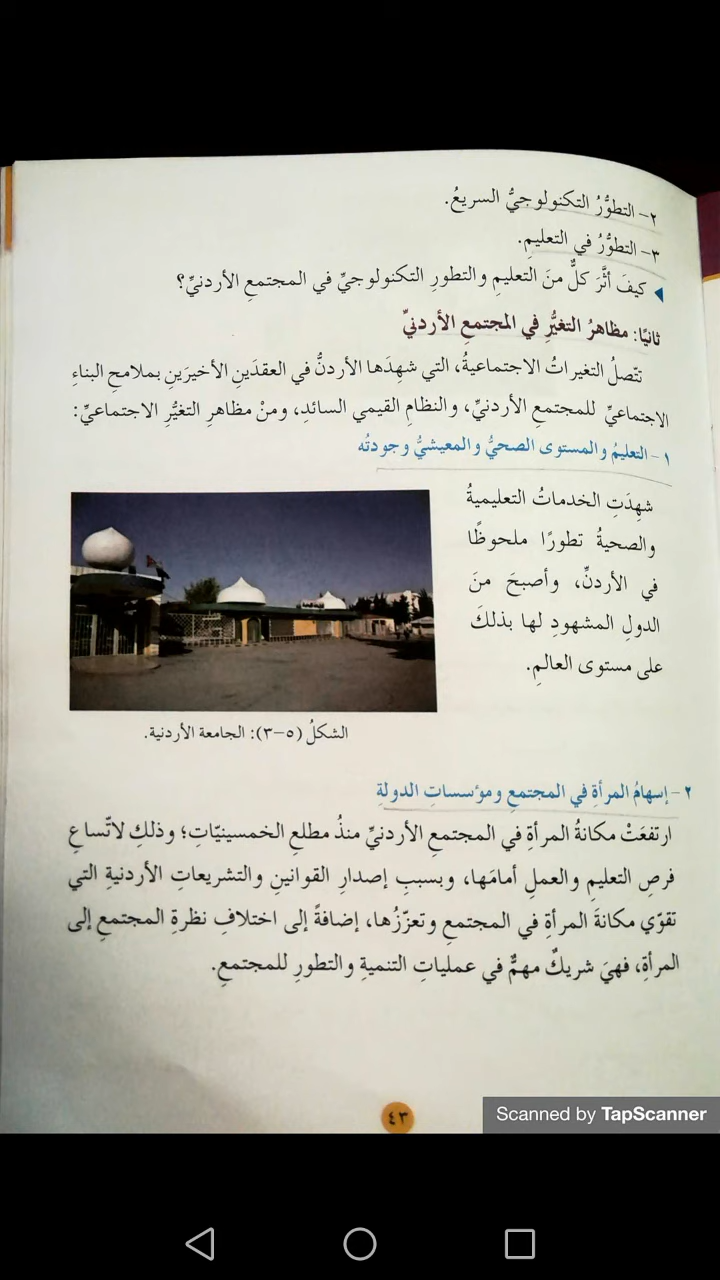 ٢- التطوُّرُ التكنولوجيُّ السريعُ.
٣- التطوُّرُ في التعليمِ.
كيفَ أثَّرَ كلٌّ منَ التعليمِ والتطورِ التكنولوجيِّ في المجتمعِ الأردنيِّ؟
ثانيًا: مظاهرُ التغيُّرِ في المجتمعِ الأردنيِّ
تتّصلُ التغيراتُ الاجتماعيةُ، التي شهِدَها الأردنُّ في العقدَينِ الأخيرَينِ بملامحِ البناءِ
الاجتماعيِّ للمجتمعِ الأردنيِّ، والنظامِ القيمي السائدِ، ومنْ مظاهرِ التغيُّرِ الاجتماعيِّ:
١- التعليمُ والمستوى الصحيُّ والمعيشيُّ وجودتُه
شهِدَتِ الخدماتُ التعليميةُ
والصحيةُ تطورًا ملحوظًا
في الأردنِّ، وأصبحَ منَ
الدولِ المشهودِ لها بذلكَ
على مستوى العالمِ.
الشكلُ (٥-٣): الجامعة الأردنية.
٢- إسهامُ المرأةِ في المجتمعِ ومؤسساتِ الدولةِ
ارتفعَتْ مكانةُ المرأةِ في المجتمعِ الأردنيِّ منذُ مطلعِ الخمسينيّاتِ؛ وذلكِ لاتّساعِ
فرصِ التعليمِ والعملِ أمامَها، وبسببِ إصدارِ القوانينِ والتشريعاتِ الأردنيةِ التي
تقوّي مكانةَ المرأةِ في المجتمعِ وتعزّزُها، إضافةً إلى اختلافِ نظرةِ المجتمعِ إلى
المرأةِ، فهيَ شريكٌ مهمٌّ في عملياتِ التنميةِ والتطورِ للمجتمعِ.
٤٣
Scanned by TapScanner